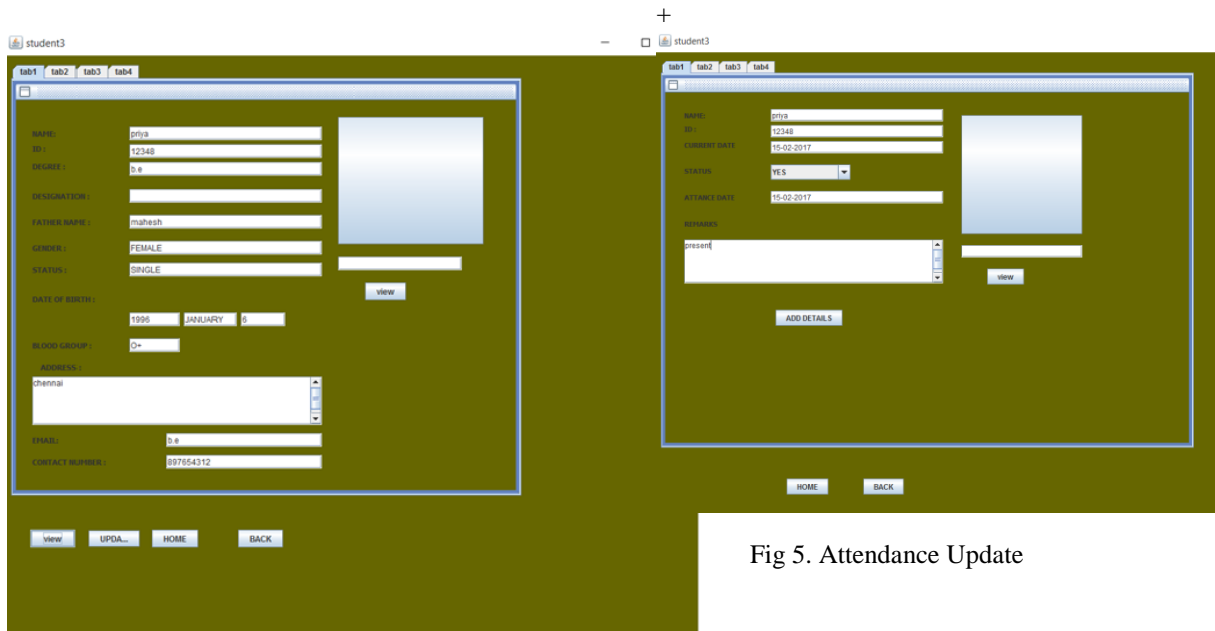 +
student3
tab1 tab2 tab3 tab4
NAME: priya
ID : 12348
DEGREE : b.e
DESIGNATION :
FATHER NAME : mahesh
GENDER : FEMALE
STATUS : SINGLE
view
DATE OF BIRTH :
1996 JANUARY 6
BLOOD GROUP : O+
ADDRESS :
chennai
EMAIL: b.e
CONTACT NUMBER : 897654312
view UPDA... HOME BACK
student3
tab1 tab2 tab3 tab4
NAME: priya
ID : 12348
CURRENT DATE 15-02-2017
STATUS YES
ATTANCE DATE 15-02-2017
REMARKS
present
view
ADD DETAILS
HOME BACK
Fig 5. Attendance Update